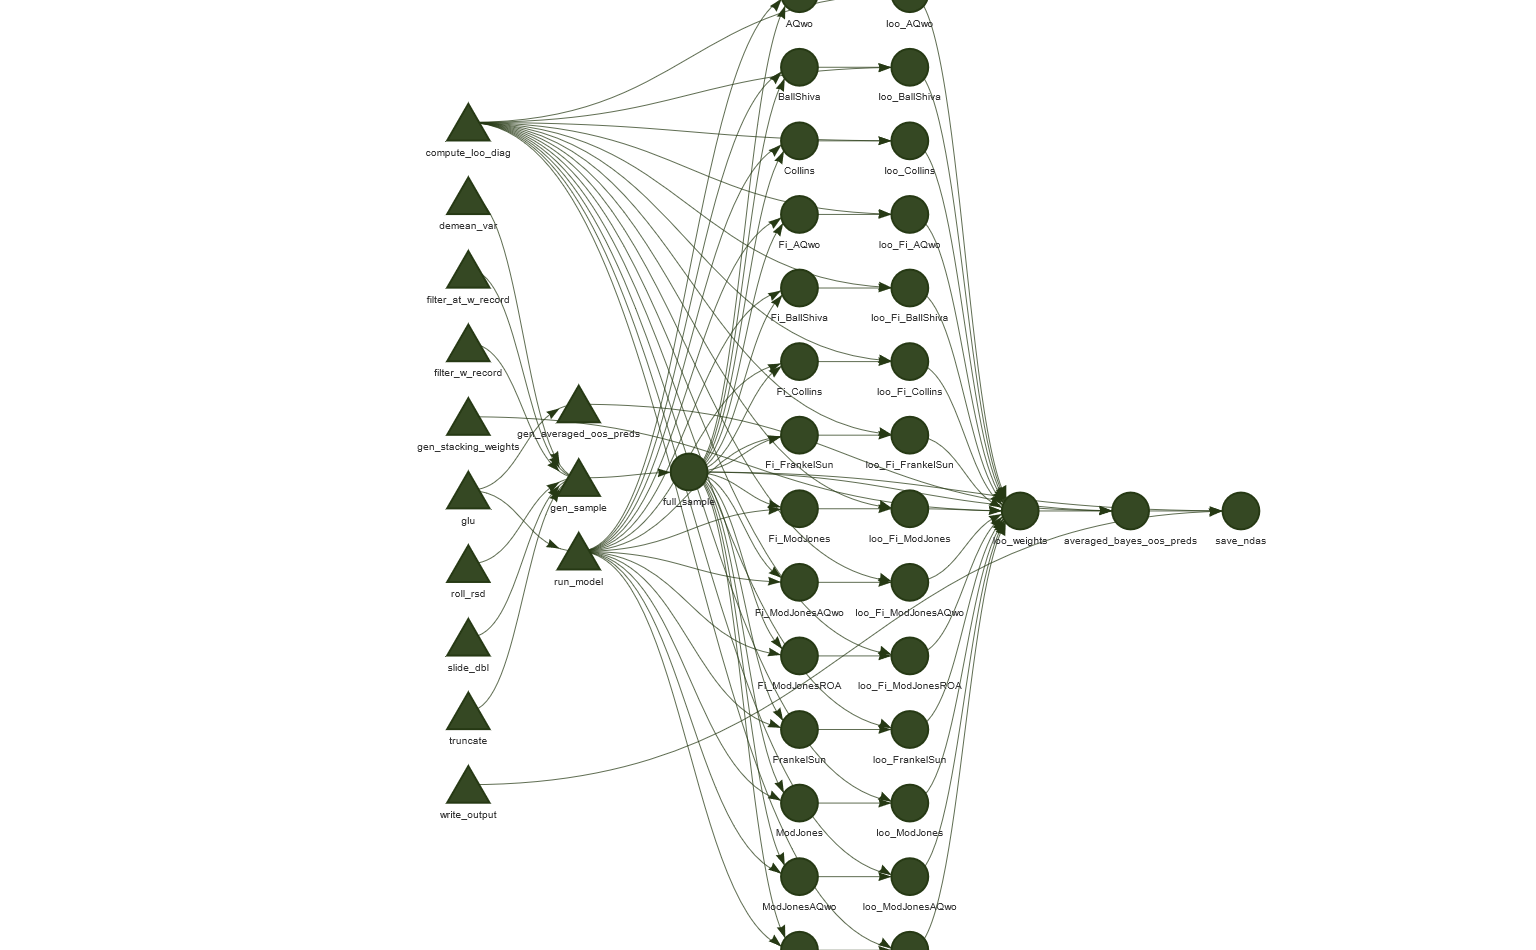 AQwo
loo_AQwo
BallShiva
loo_BallShiva
compute_loo_diag
Collins
loo_Collins
demean_var
Fi_AQwo
loo_Fi_AQwo
filter_at_w_record
Fi_BallShiva
loo_Fi_BallShiva
filter_w_record
Fi_Collins
loo_Fi_Collins
gen_stacking_weights
gen_averaged_oos_preds
Fi_FrankelSun
loo_Fi_FrankelSun
glu
gen_sample
full_sample
Fi_ModJones
loo_Fi_ModJones
loo_weights
averaged_bayes_oos_preds
save_ndas
roll_rsd
run_model
Fi_ModJonesAQwo
loo_Fi_ModJonesAQwo
slide_dbl
Fi_ModJonesROA
loo_Fi_ModJonesROA
truncate
FrankelSun
loo_FrankelSun
write_output
ModJones
loo_ModJones
ModJonesAQwo
loo_ModJonesAQwo